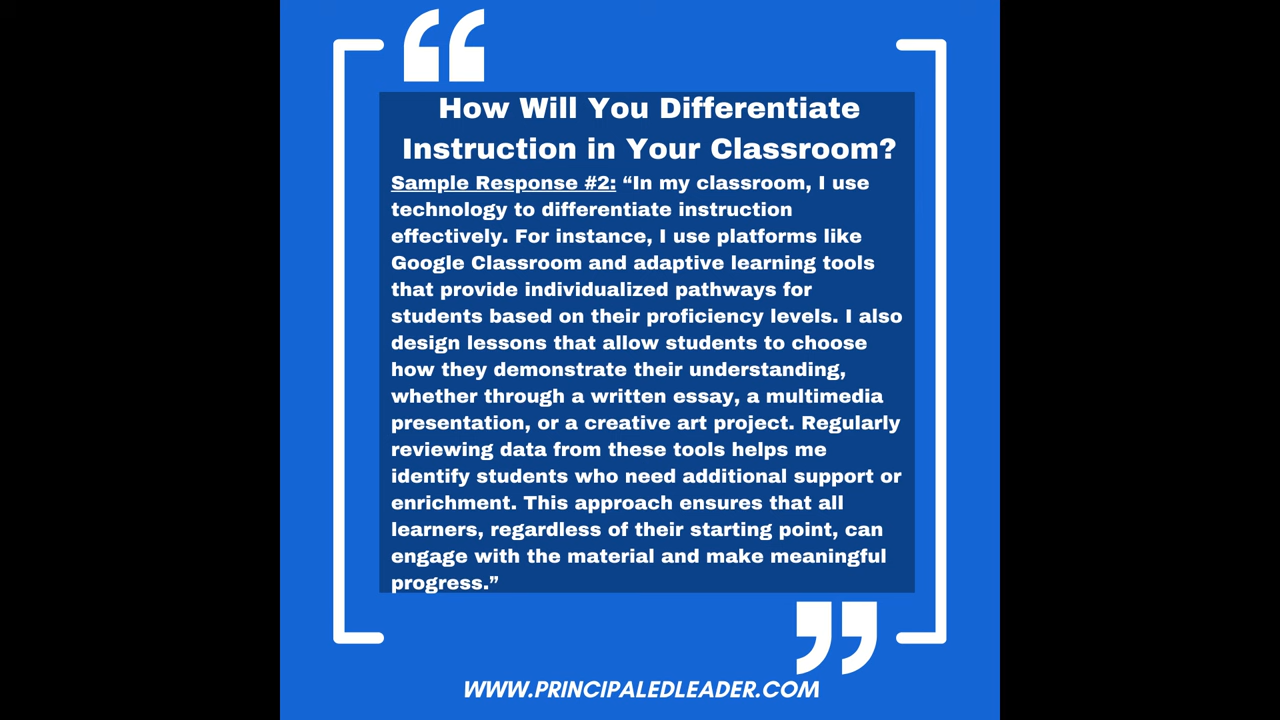 How Will You Differentiate
Instruction in Your Classroom?
Sample Response #2: “In my classroom, I use
technology to differentiate instruction
effectively. For instance, I use platforms like
Google Classroom and adaptive learning tools
that provide individualized pathways for
students based on their proficiency levels. I also
design lessons that allow students to choose
how they demonstrate their understanding,
whether through a written essay, a multimedia
presentation, or a creative art project. Regularly
reviewing data from these tools helps me
identify students who need additional support or
enrichment. This approach ensures that all
learners, regardless of their starting point, can
engage with the material and make meaningful
progress.”
WWW.PRINCIPALEDLEADER.COM